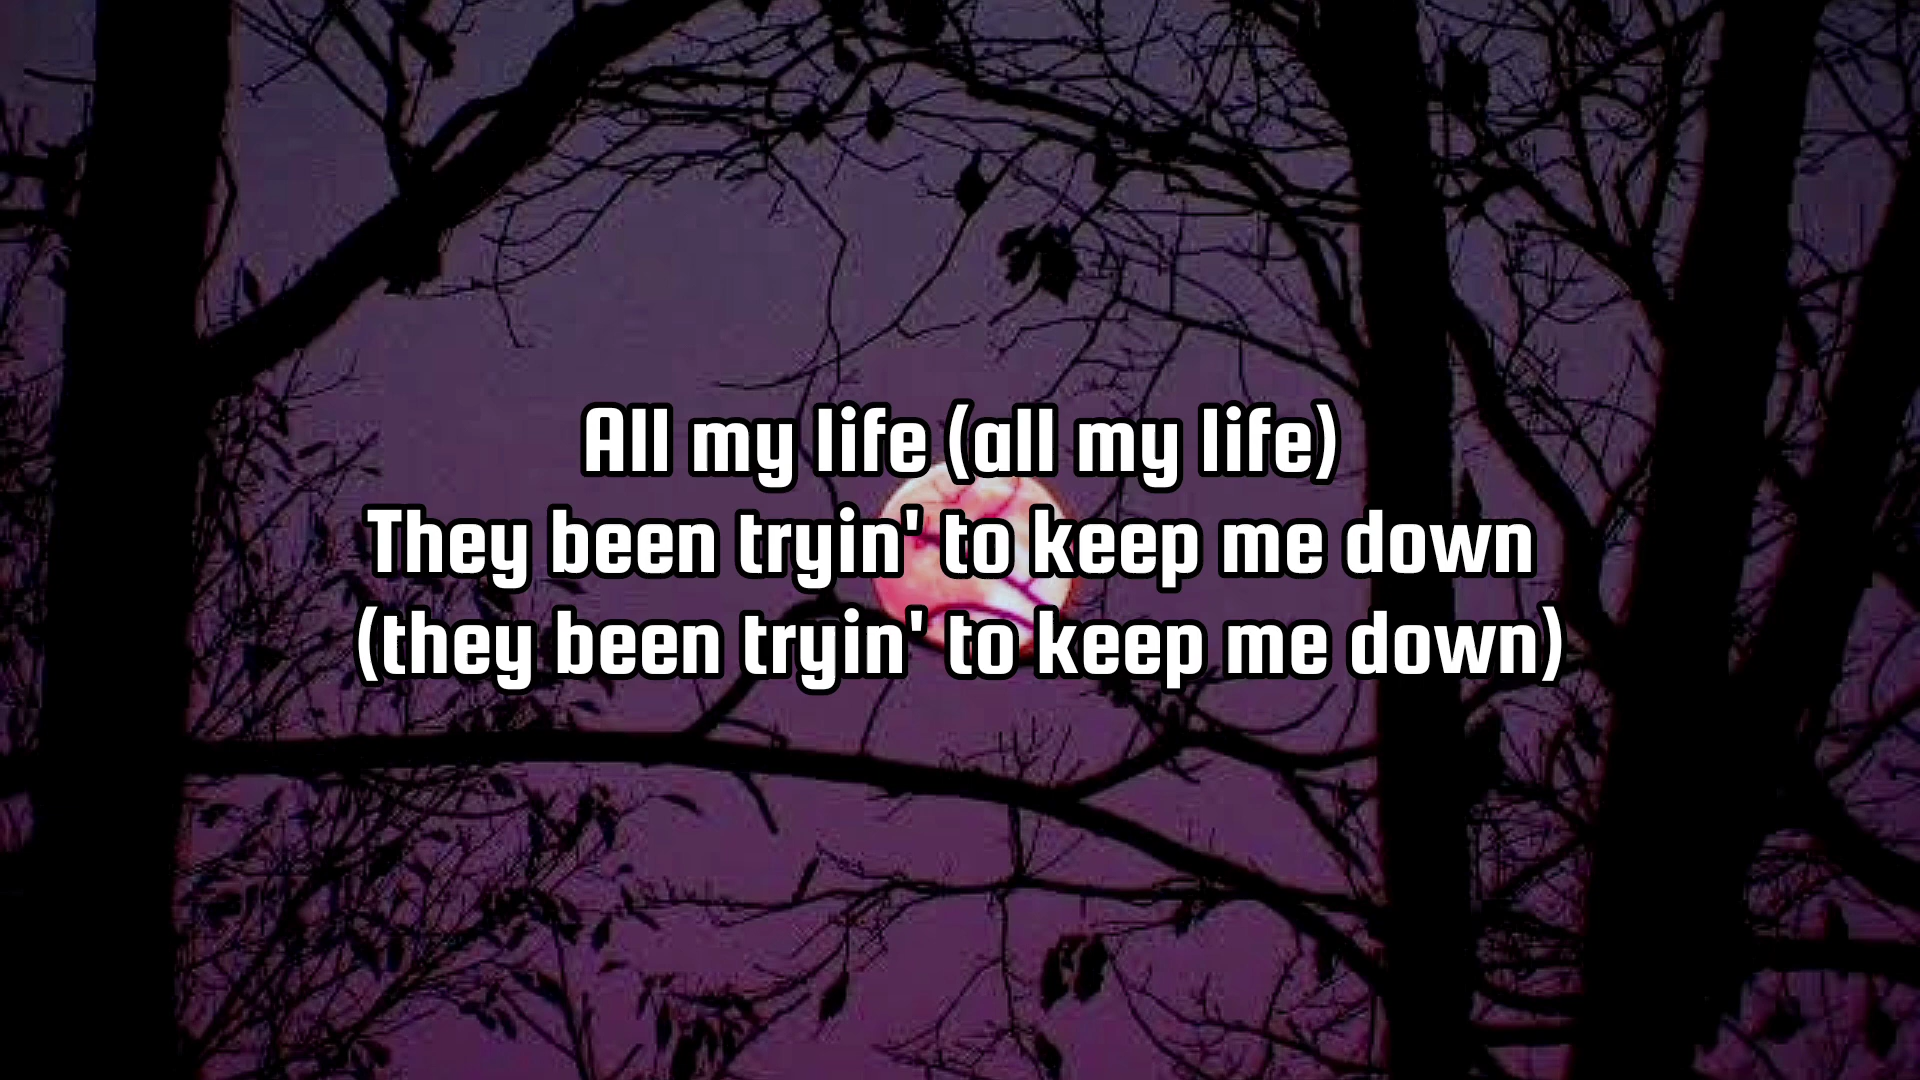 All my life (all my life)
They been tryin' to keep me down
(they been tryin' to keep me down)